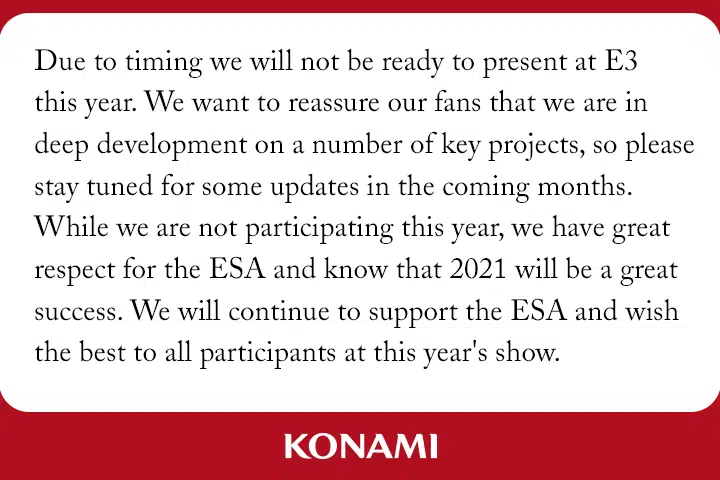 Due to timing we will not be ready to present at E3
this year. We want to reassure our fans that we are in
deep development on a number of key projects, so please
stay tuned for some updates in the coming months.
While we are not participating this year, we have great
respect for the ESA and know that 2021 will be a great
success. We will continue to support the ESA and wish
the best to all participants at this year's show.
KONAMI